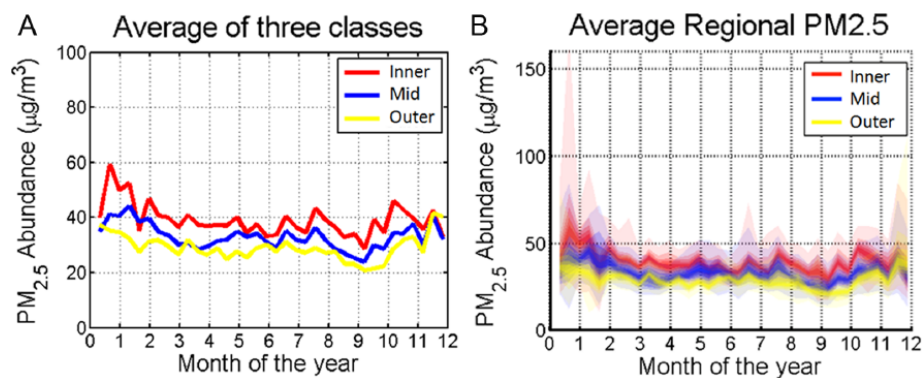 A
Average of three classes
PM2.5 Abundance (μg/m³)
100
80
60
40
20
0
Inner
Mid
Outer
0 1 2 3 4 5 6 7 8 9 10 11 12
Month of the year
B
Average Regional PM2.5
PM2.5 Abundance (μg/m³)
150
100
50
0
Inner
Mid
Outer
0 1 2 3 4 5 6 7 8 9 10 11 12
Month of the year